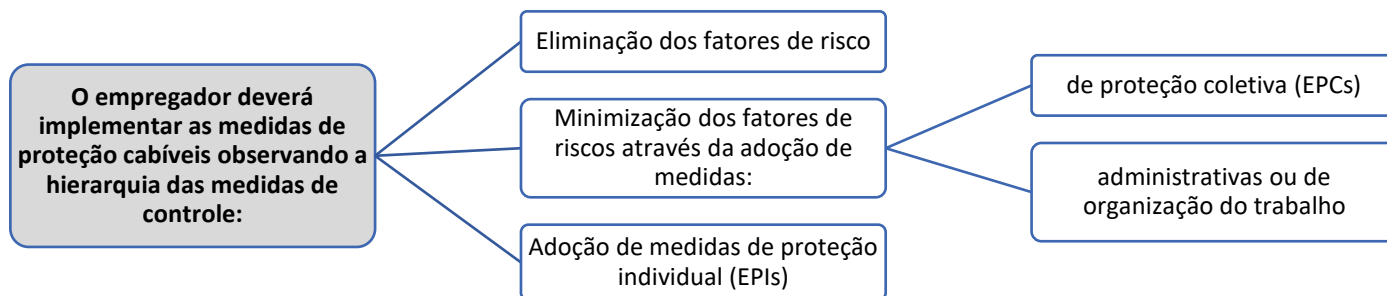 O empregador deverá
implementar as medidas de
proteção cabíveis observando a
hierarquia das medidas de
controle:
Eliminação dos fatores de risco
Minimização dos fatores de
riscos através da adoção de
medidas:
de proteção coletiva (EPCs)
administrativas ou de
organização do trabalho
Adoção de medidas de proteção
individual (EPIs)